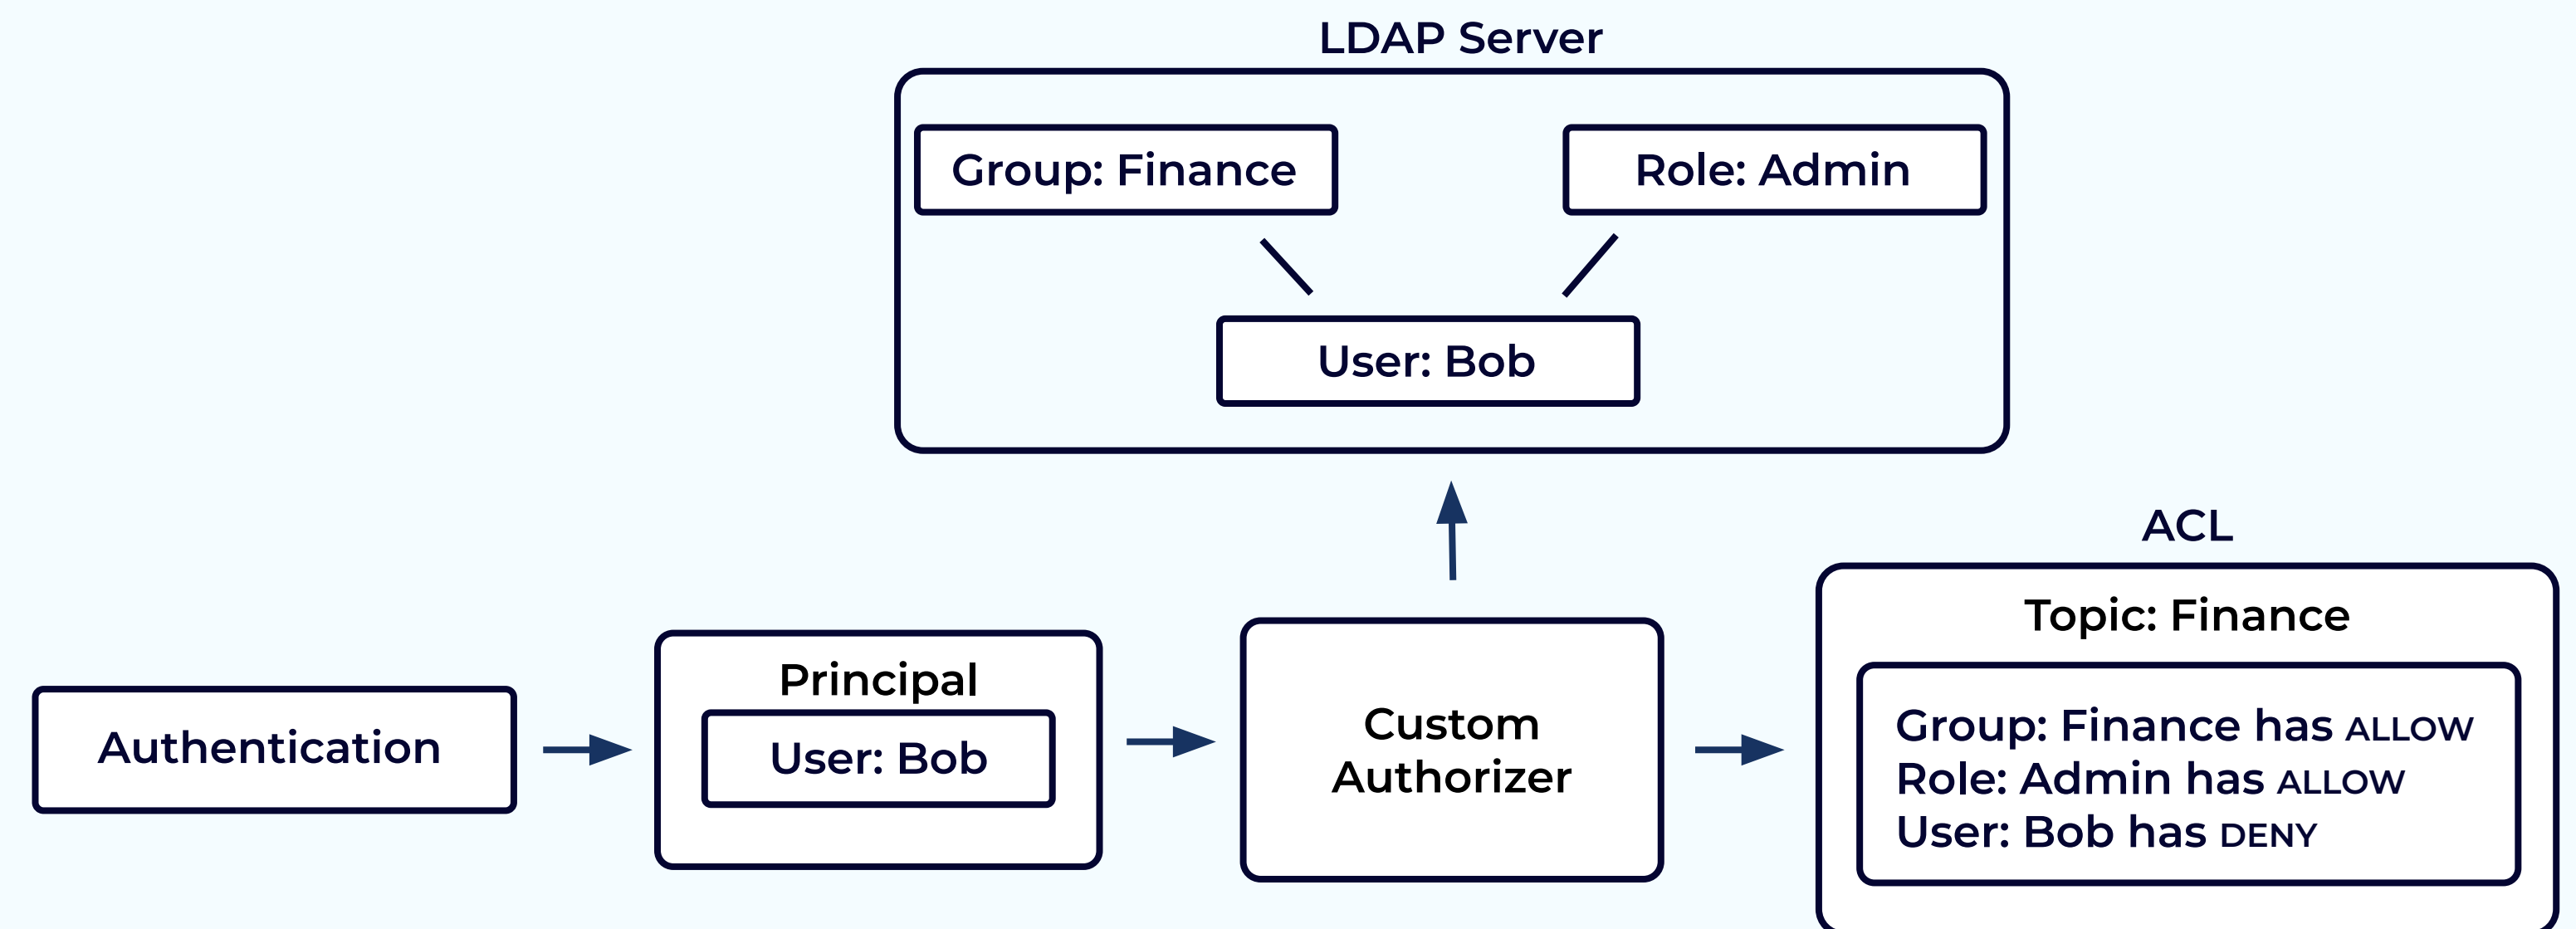 LDAP Server
Group: Finance
Role: Admin
User: Bob
Authentication
Principal
User: Bob
Custom
Authorizer
ACL
Topic: Finance
Group: Finance has ALLOW
Role: Admin has ALLOW
User: Bob has DENY